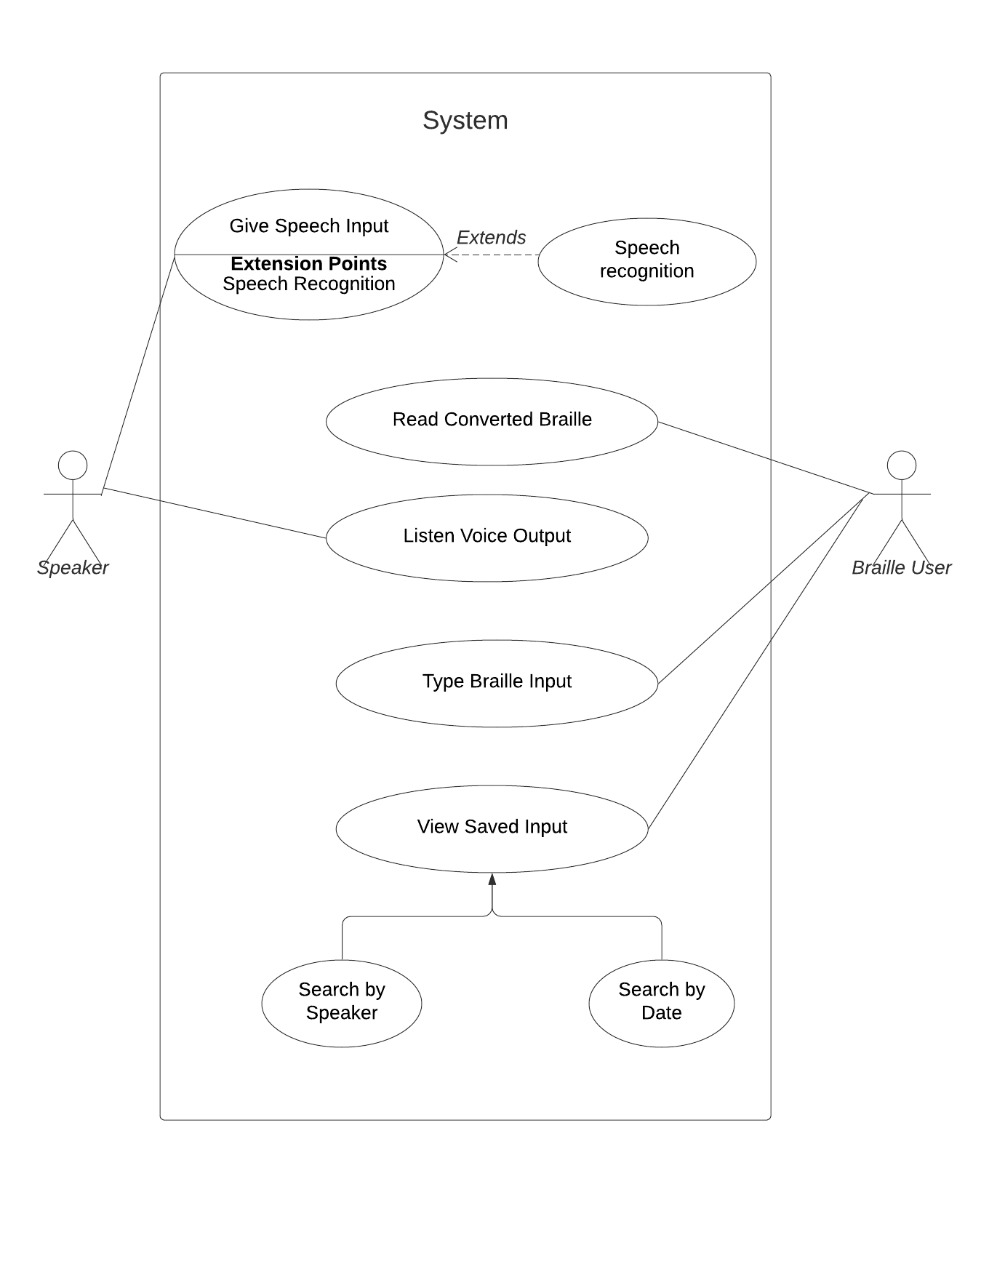 System
Give Speech Input
Extension Points
Speech Recognition
Extends
Speech
recognition
Read Converted Braille
Listen Voice Output
Speaker
Braille User
Type Braille Input
View Saved Input
Search by
Speaker
Search by
Date